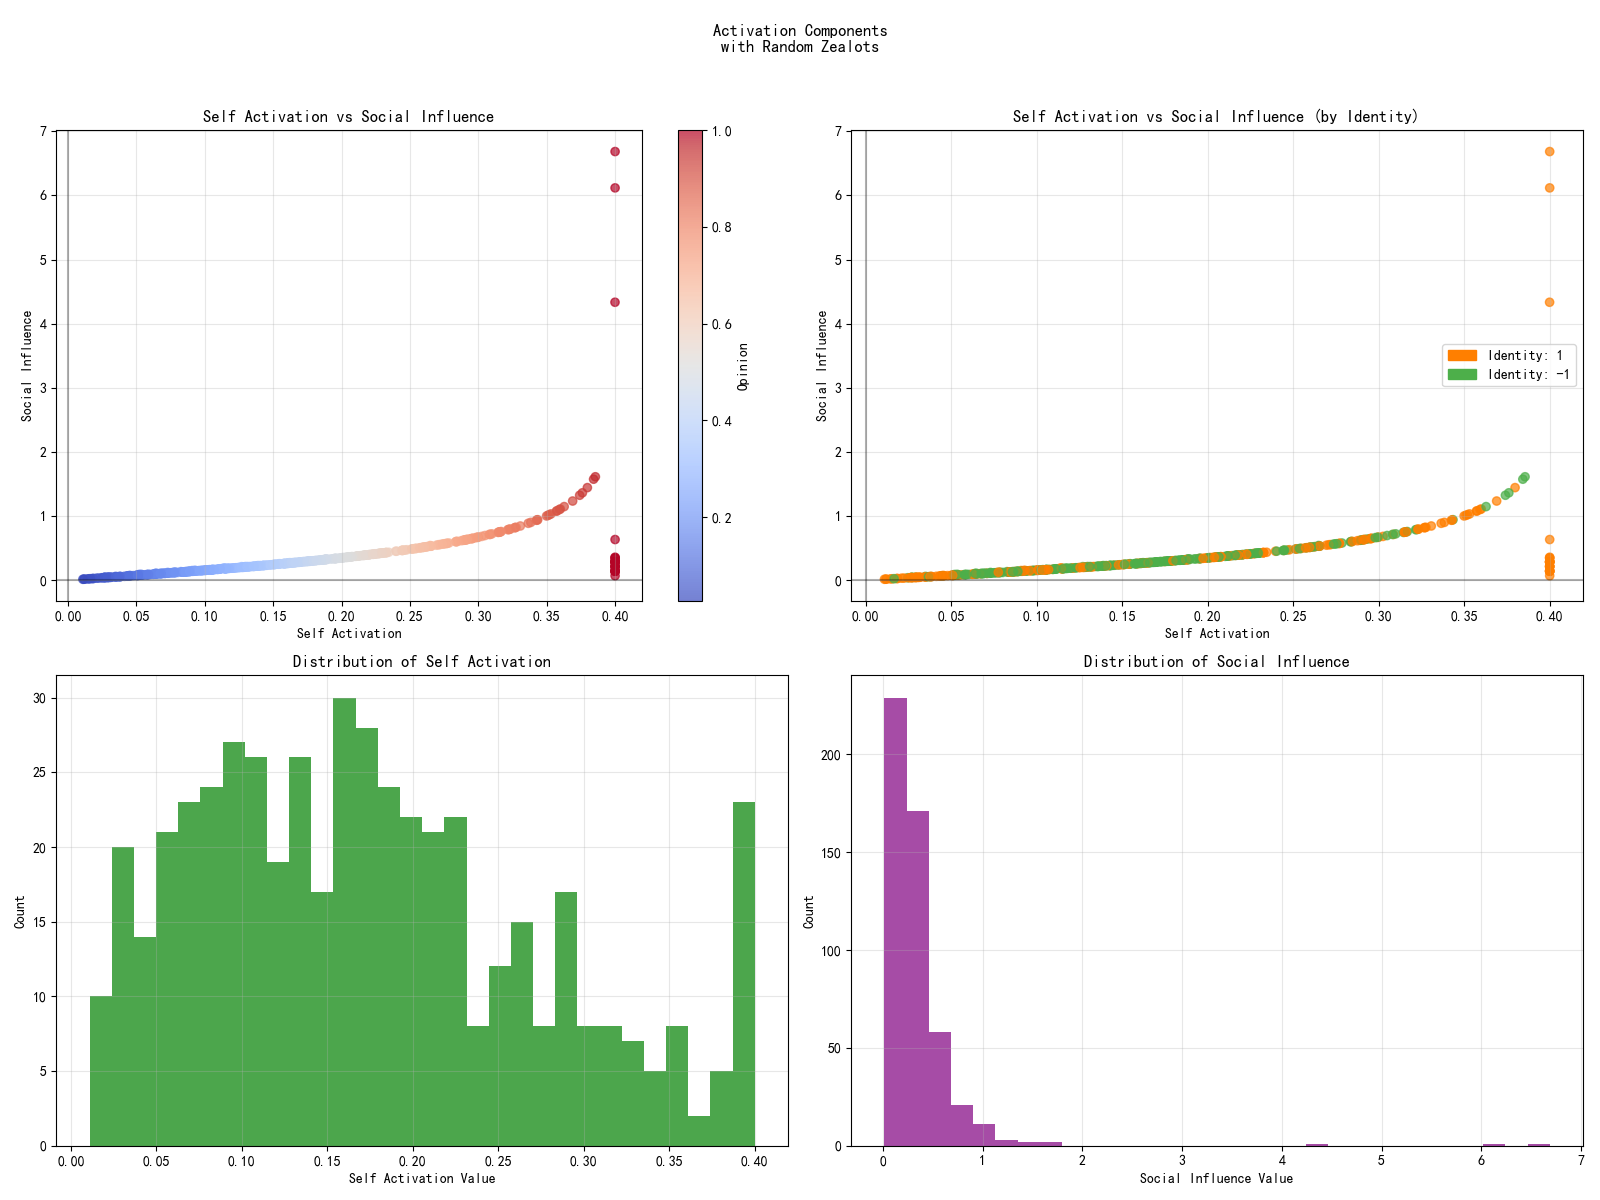 Activation Components
with Random Zealots
Self Activation vs Social Influence
7
6
5
4
3
2
1
0
Social Influence
0.00 0.05 0.10 0.15 0.20 0.25 0.30 0.35 0.40
Self Activation
1.0
0.8
0.6
0.4
0.2
Opinion
Self Activation vs Social Influence (by Identity)
7
6
5
4
3
2
1
0
Social Influence
Identity: 1
Identity: -1
0.00 0.05 0.10 0.15 0.20 0.25 0.30 0.35 0.40
Self Activation
Distribution of Self Activation
30
25
20
15
10
5
0
Count
0.00 0.05 0.10 0.15 0.20 0.25 0.30 0.35 0.40
Self Activation Value
Distribution of Social Influence
200
150
100
50
0
Count
0 1 2 3 4 5 6 7
Social Influence Value